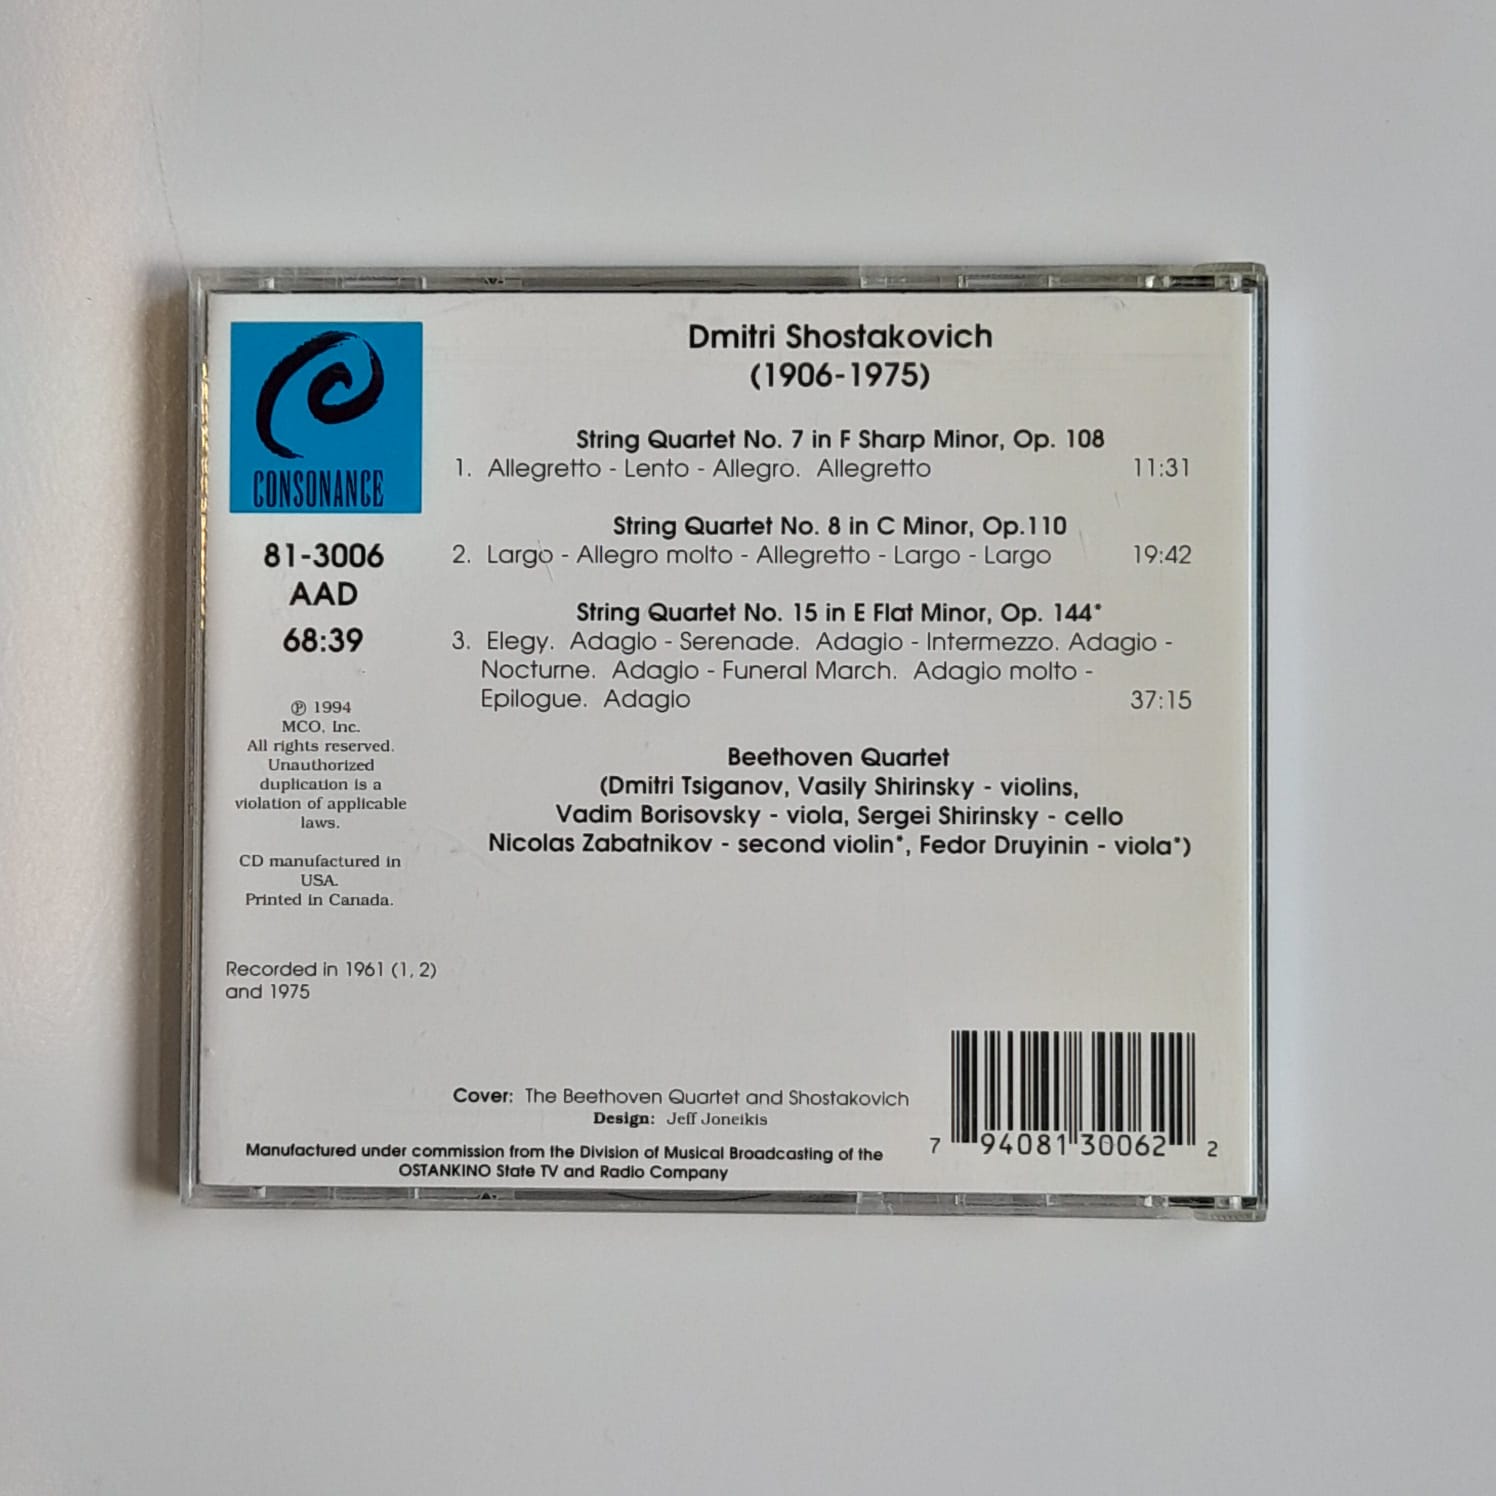 CONSONANCE
81-3006
AAD
68:39
℗ 1994
MCO, Inc.
All rights reserved.
Unauthorized
duplication is a
violation of applicable
laws.
CD manufactured in
USA.
Printed in Canada.
Recorded in 1961 (1, 2)
and 1975
Dmitri Shostakovich
(1906-1975)
String Quartet No. 7 in F Sharp Minor, Op. 108
1. Allegretto - Lento - Allegro. Allegretto 11:31
String Quartet No. 8 in C Minor, Op.110
2. Largo - Allegro molto - Allegretto - Largo - Largo 19:42
String Quartet No. 15 in E Flat Minor, Op. 144*
3. Elegy. Adagio - Serenade. Adagio - Intermezzo. Adagio -
Nocturne. Adagio - Funeral March. Adagio molto -
Epilogue. Adagio 37:15
Beethoven Quartet
(Dmitri Tsiganov, Vasily Shirinsky - violins,
Vadim Borisovsky - viola, Sergei Shirinsky - cello
Nicolas Zabatnikov - second violin*, Fedor Druyinin - viola*)
Cover: The Beethoven Quartet and Shostakovich
Design: Jeff Joneikis
Manufactured under commission from the Division of Musical Broadcasting of the
OSTANKINO State TV and Radio Company
7 94081 30062 2